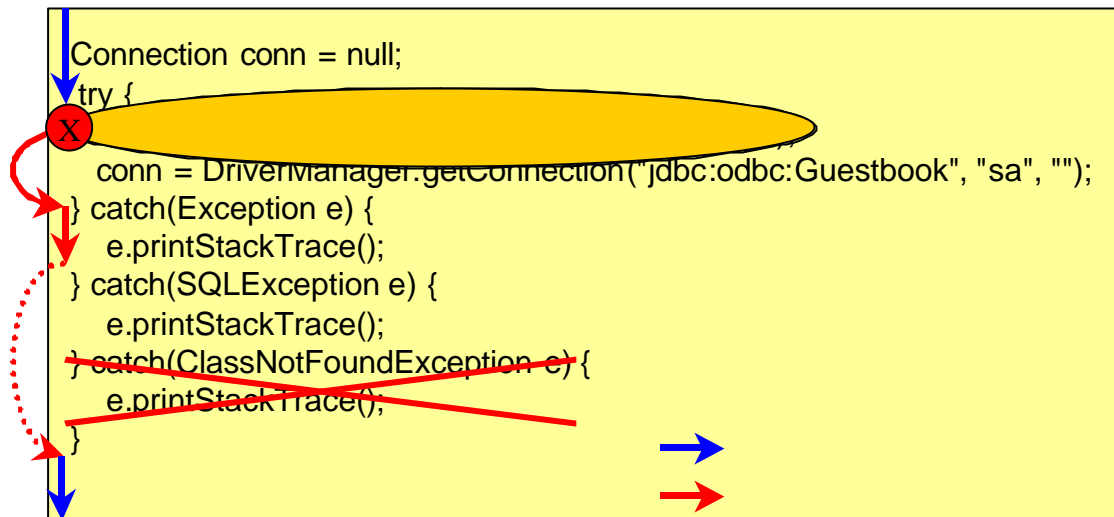 Connection conn = null;
try {
X
conn = DriverManager.getConnection("jdbc:odbc:Guestbook", "sa", "");
} catch(Exception e) {
e.printStackTrace();
} catch(SQLException e) {
e.printStackTrace();
} catch(ClassNotFoundException e) {
e.printStackTrace();
}